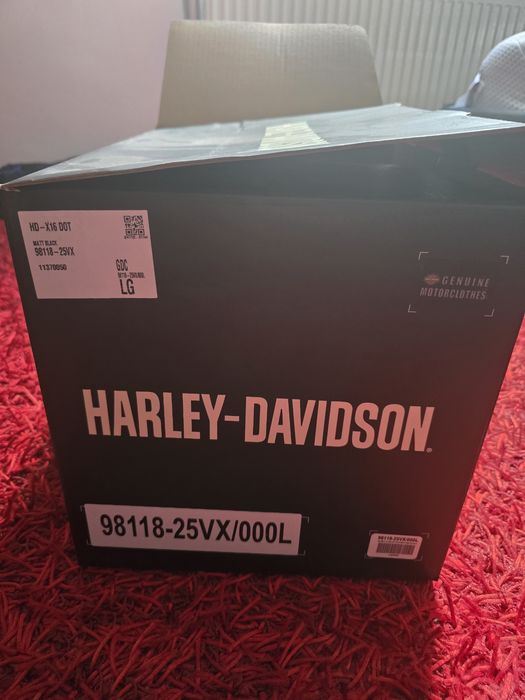 HD-X16 DOT
MATT BLACK
98118-25VX
11370050
GDC
LG
GENUINE
MOTORCLOTHES
HARLEY-DAVIDSON
98118-25VX/000L
98118-25VX/000L